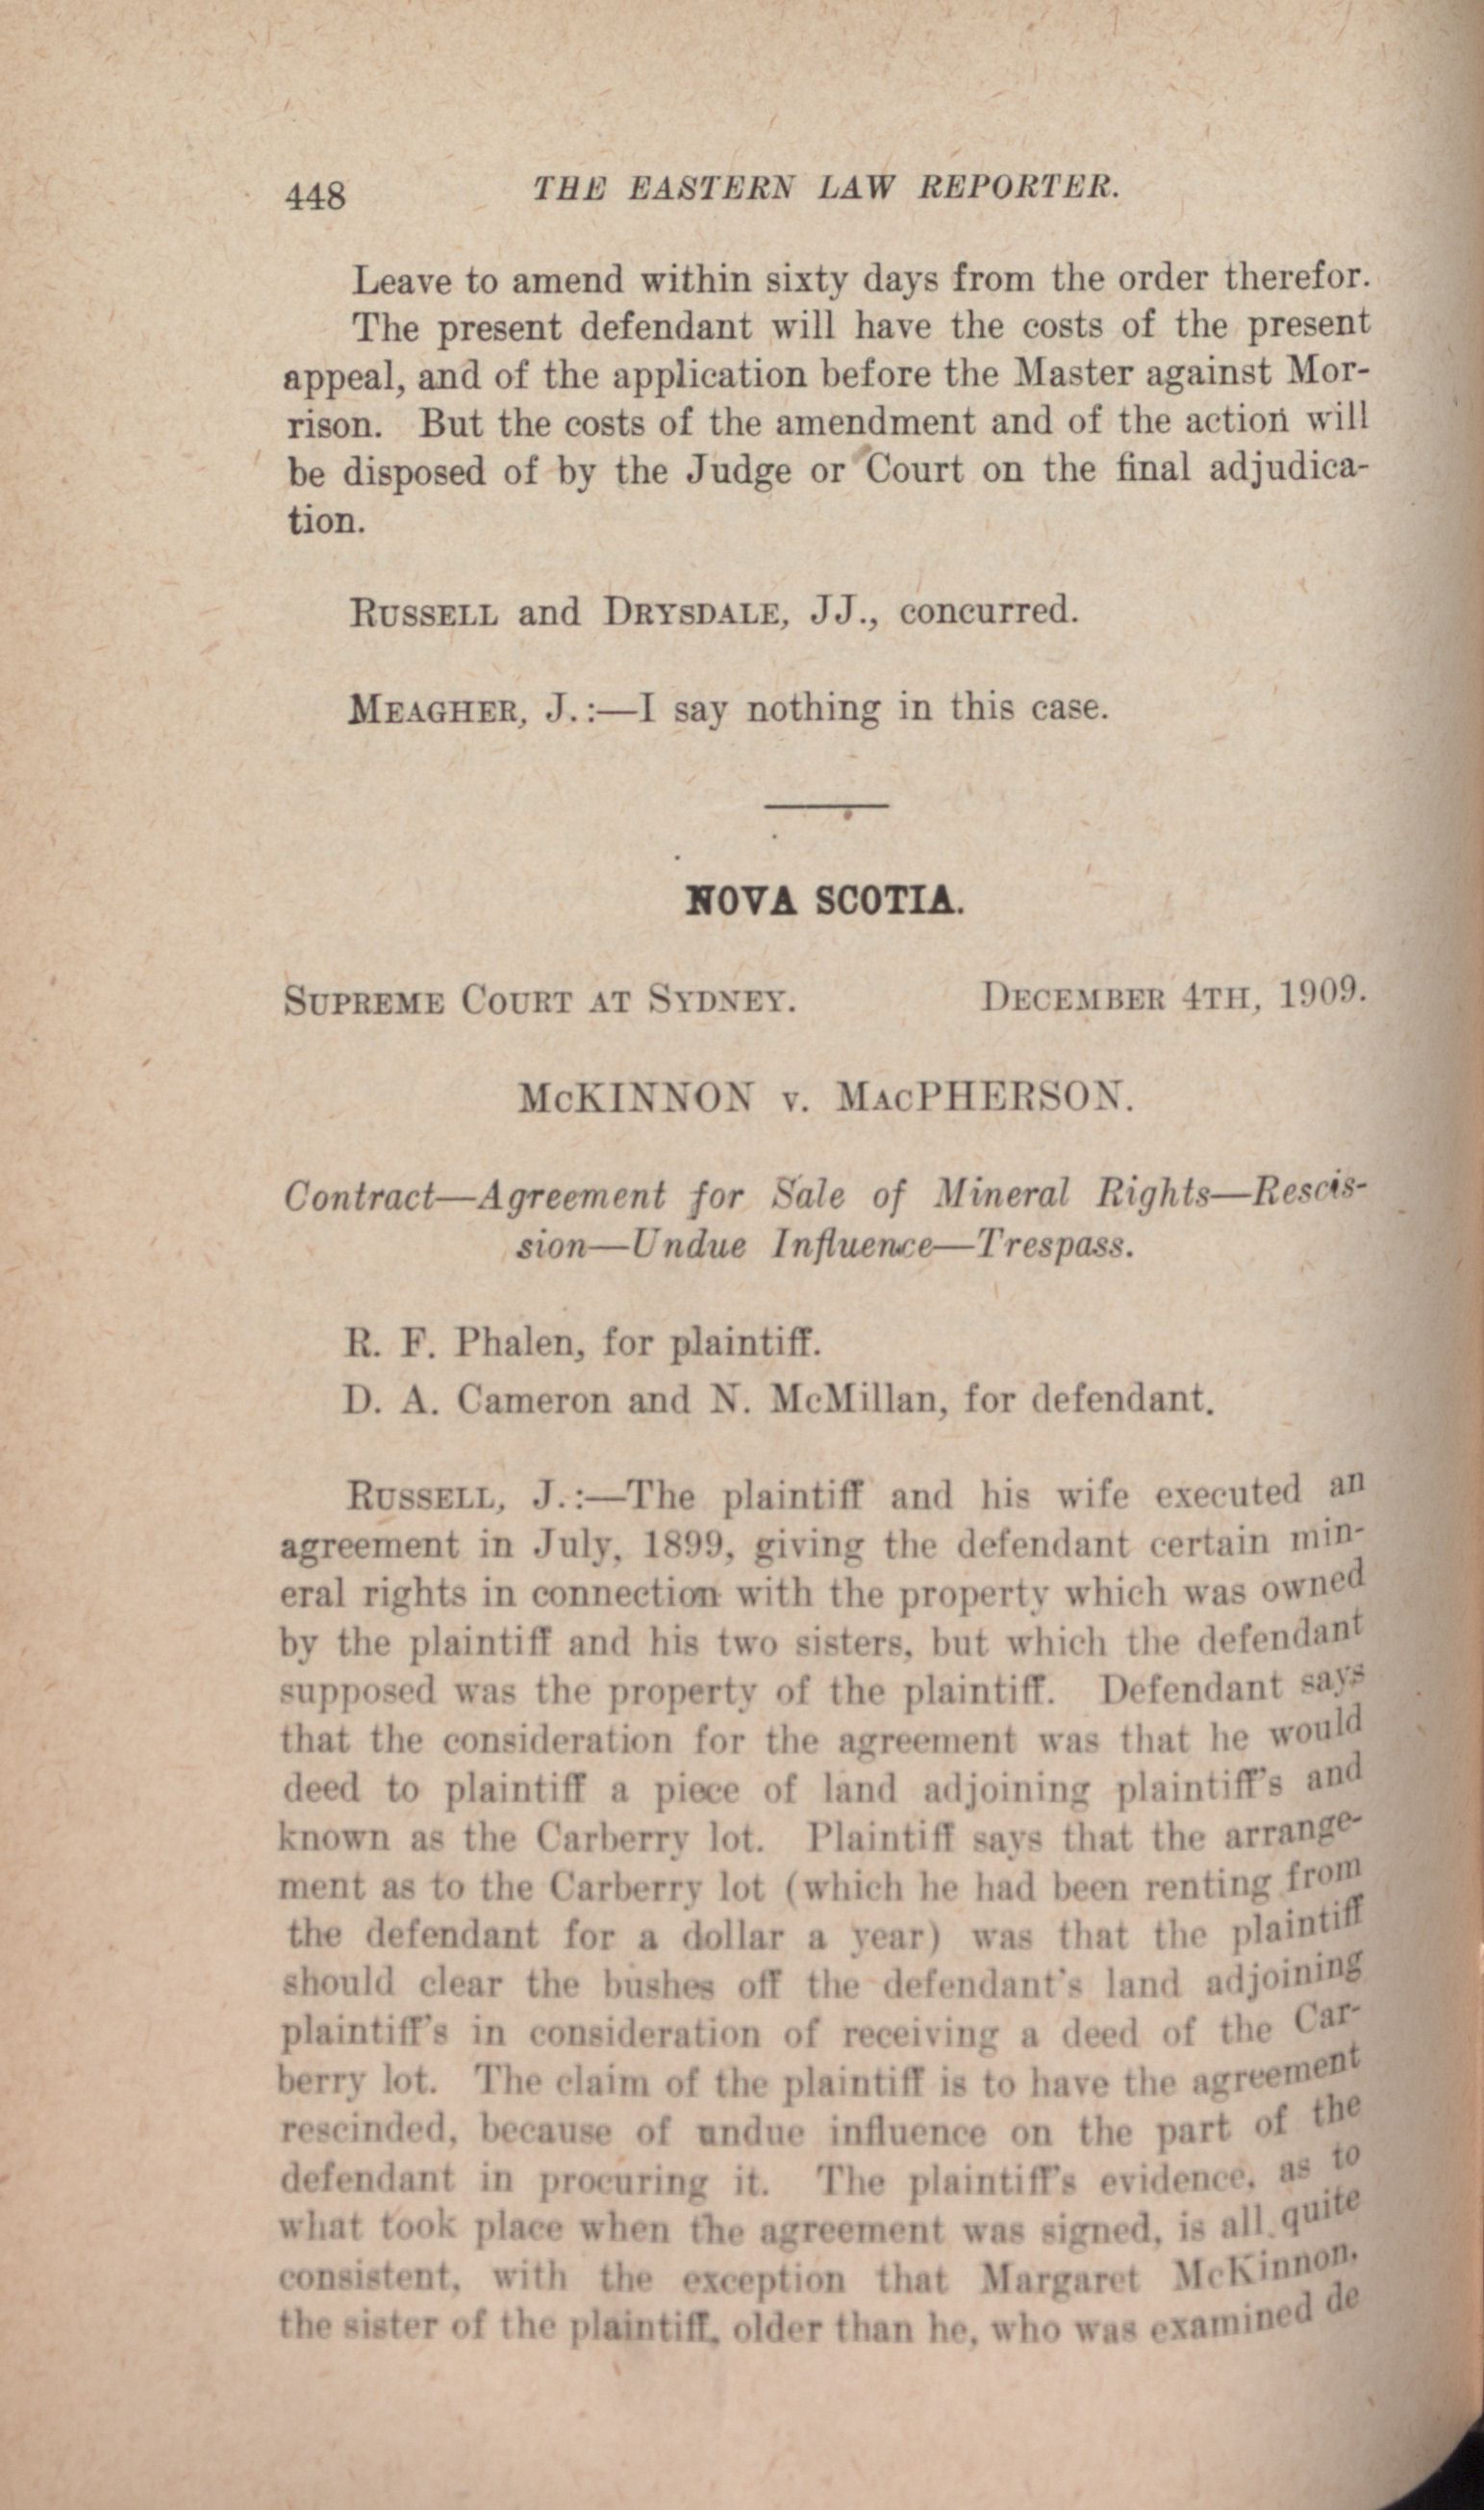 448 THE EASTERN LAW REPORTER.
Leave to amend within sixty days from the order therefor.
The present defendant will have the costs of the present
appeal, and of the application before the Master against Mor-
rison. But the costs of the amendment and of the action will
be disposed of by the Judge or Court on the final adjudica-
tion.
RUSSELL and DRYSDALE, JJ., concurred.
MEAGHER, J.:—I say nothing in this case.
NOVA SCOTIA.
SUPREME COURT AT SYDNEY. DECEMBER 4TH, 1909.
McKINNON v. MacPHERSON.
Contract—Agreement for Sale of Mineral Rights—Rescis-
sion—Undue Influence—Trespass.
R. F. Phalen, for plaintiff.
D. A. Cameron and N. McMillan, for defendant.
RUSSELL, J.:—The plaintiff and his wife executed an
agreement in July, 1899, giving the defendant certain min-
eral rights in connection with the property which was owned
by the plaintiff and his two sisters, but which the defendant
supposed was the property of the plaintiff. Defendant says
that the consideration for the agreement was that he would
deed to plaintiff a piece of land adjoining plaintiff's and
known as the Carberry lot. Plaintiff says that the arrange-
ment as to the Carberry lot (which he had been renting from
the defendant for a dollar a year) was that the plaintiff
should clear the bushes off the defendant's land adjoining
plaintiff's in consideration of receiving a deed of the Car-
berry lot. The claim of the plaintiff is to have the agreement
rescinded, because of undue influence on the part of the
defendant in procuring it. The plaintiff's evidence, as to
what took place when the agreement was signed, is all quite
consistent, with the exception that Margaret McKinnon,
the sister of the plaintiff, older than he, who was examined de